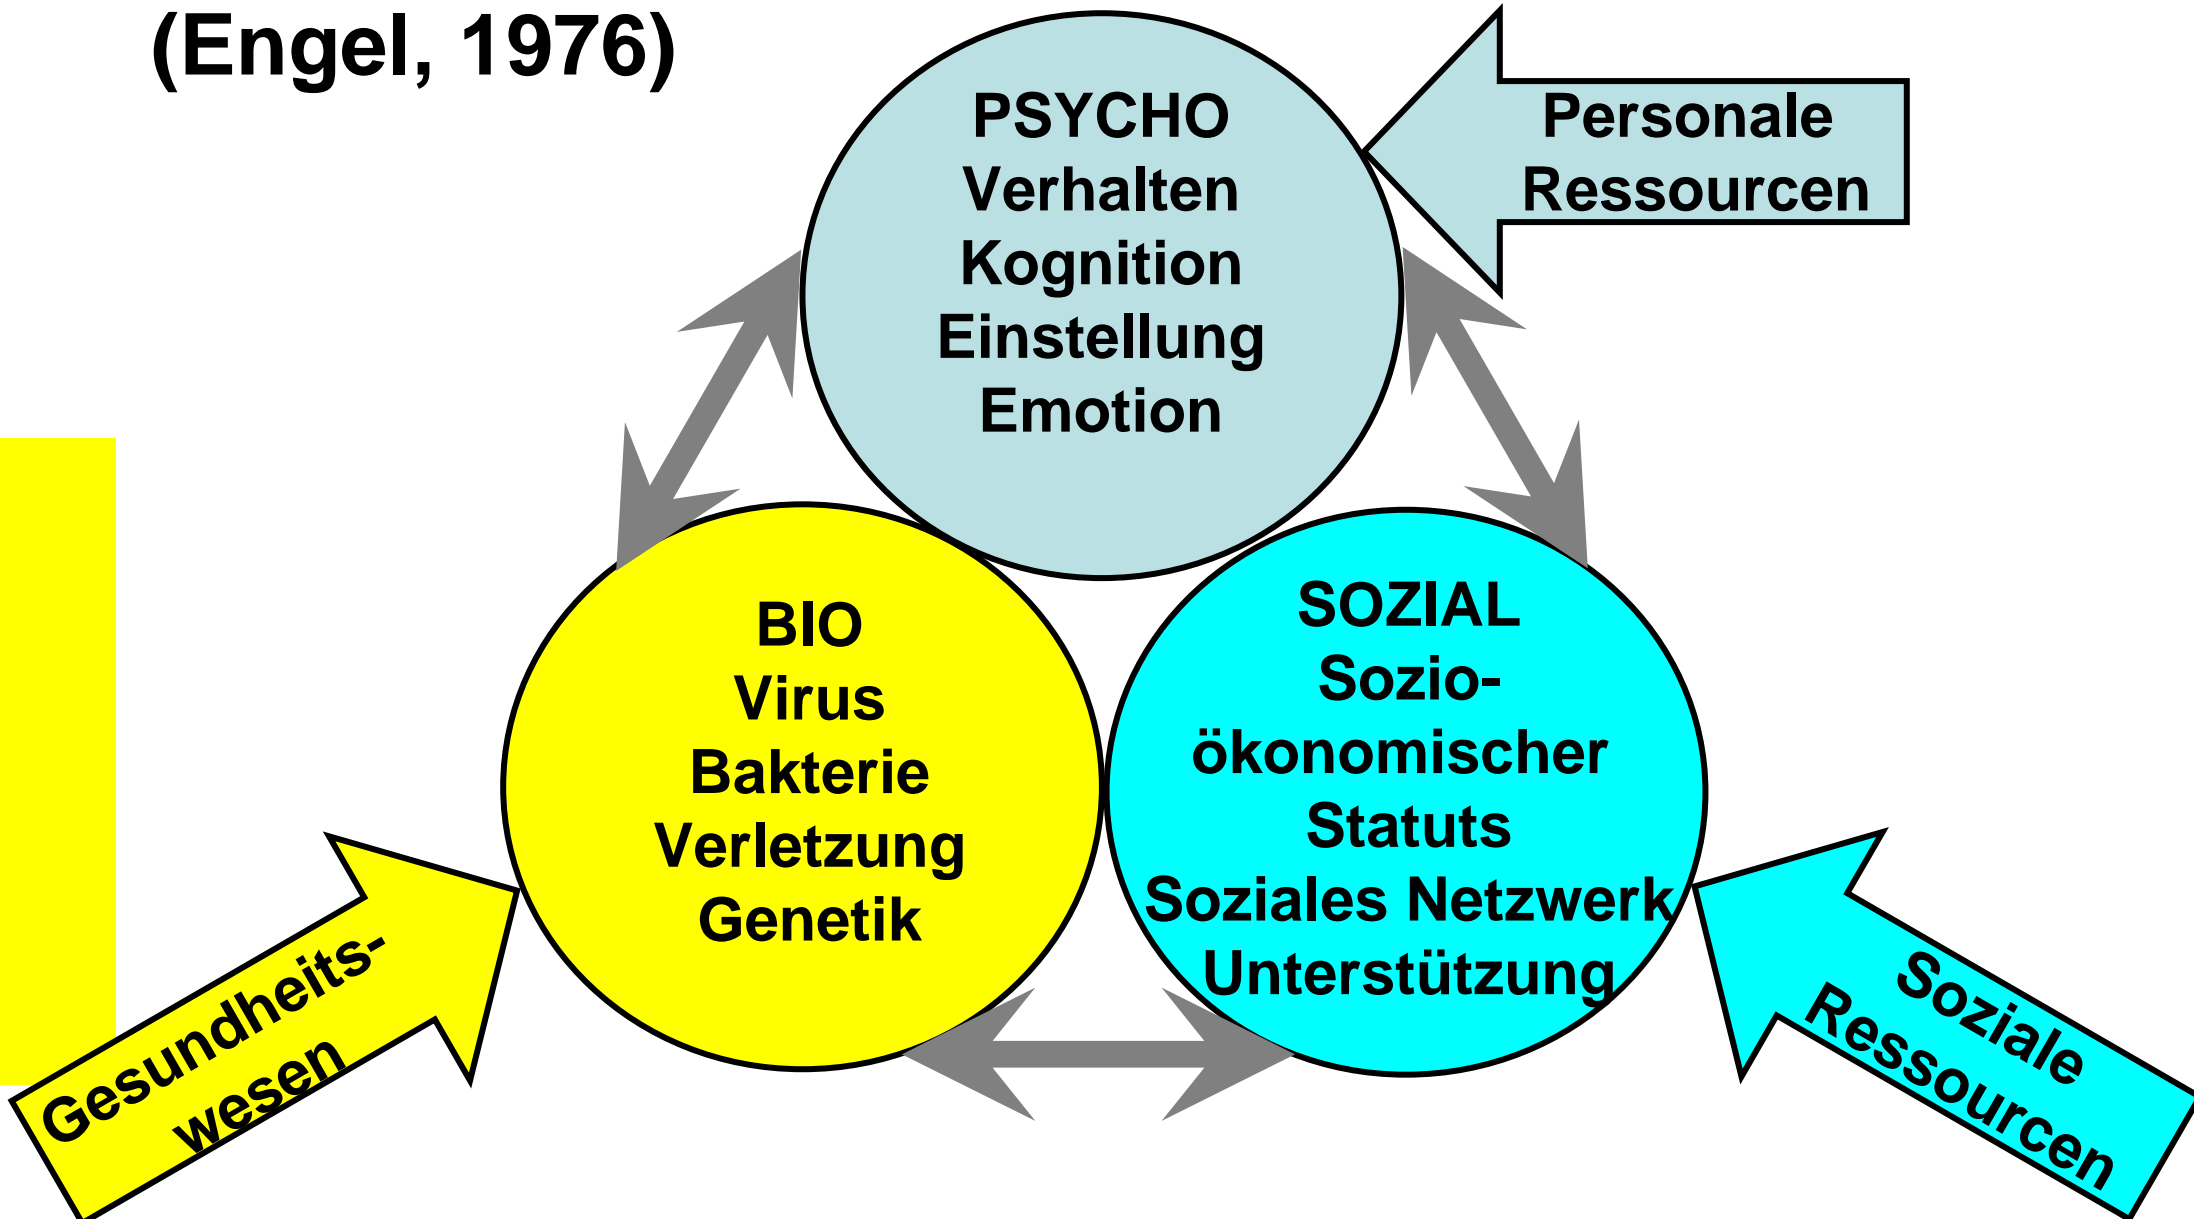 (Engel, 1976)
PSYCHO
Verhalten
Kognition
Einstellung
Emotion
Personale
Ressourcen
BIO
Virus
Bakterie
Verletzung
Genetik
SOZIAL
Sozio-
ökonomischer
Statuts
Soziales Netzwerk
Unterstützung
Gesundheits-
wesen
Soziale
Ressourcen